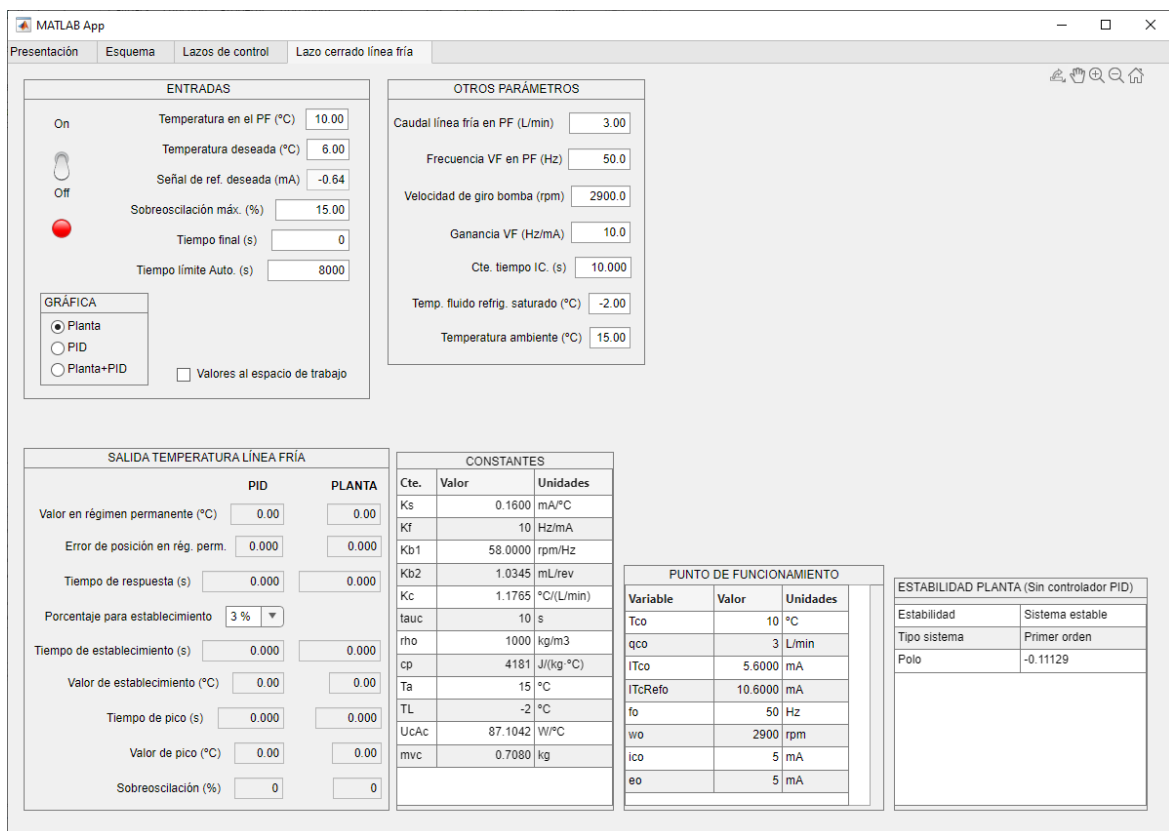 MATLAB App
Presentación Esquema Lazos de control Lazo cerrado línea fría
ENTRADAS
On
Off
Temperatura en el PF (ºC) 10.00
Temperatura deseada (ºC) 6.00
Señal de ref. deseada (mA) -0.64
Sobreoscilación máx. (%) 15.00
Tiempo final (s) 0
Tiempo límite Auto. (s) 8000
GRÁFICA
Planta
PID
Planta+PID
Valores al espacio de trabajo
OTROS PARÁMETROS
Caudal línea fría en PF (L/min) 3.00
Frecuencia VF en PF (Hz) 50.0
Velocidad de giro bomba (rpm) 2900.0
Ganancia VF (Hz/mA) 10.0
Cte. tiempo IC. (s) 10.000
Temp. fluido refrig. saturado (ºC) -2.00
Temperatura ambiente (ºC) 15.00
SALIDA TEMPERATURA LÍNEA FRÍA
PID PLANTA
Valor en régimen permanente (ºC) 0.00 0.00
Error de posición en rég. perm. 0.000 0.000
Tiempo de respuesta (s) 0.000 0.000
Porcentaje para establecimiento 3 %
Tiempo de establecimiento (s) 0.000 0.000
Valor de establecimiento (ºC) 0.00 0.00
Tiempo de pico (s) 0.000 0.000
Valor de pico (ºC) 0.00 0.00
Sobreoscilación (%) 0 0
CONSTANTES
Cte. Valor Unidades
Ks 0.1600 mA/ºC
Kf 10 Hz/mA
Kb1 58.0000 rpm/Hz
Kb2 1.0345 mL/rev
Kc 1.1765 °C/(L/min)
tauc 10 s
rho 1000 kg/m3
cp 4181 J/(kg·ºC)
Ta 15 ºC
TL -2 ºC
UcAc 87.1042 W/ºC
mvc 0.7080 kg
PUNTO DE FUNCIONAMIENTO
Variable Valor Unidades
Tco 10 ºC
qco 3 L/min
ITco 5.6000 mA
ITcRefo 10.6000 mA
fo 50 Hz
wo 2900 rpm
ico 5 mA
eo 5 mA
ESTABILIDAD PLANTA (Sin controlador PID)
Estabilidad Sistema estable
Tipo sistema Primer orden
Polo -0.11129